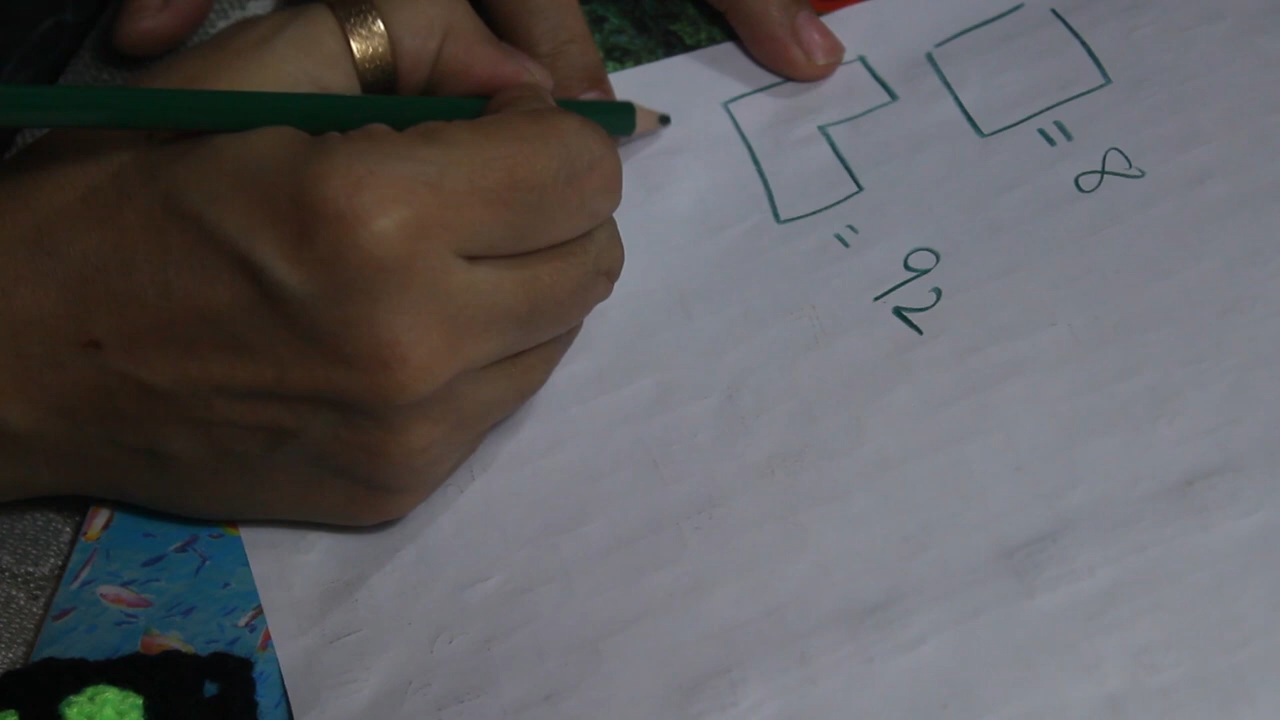 = 8
= 92